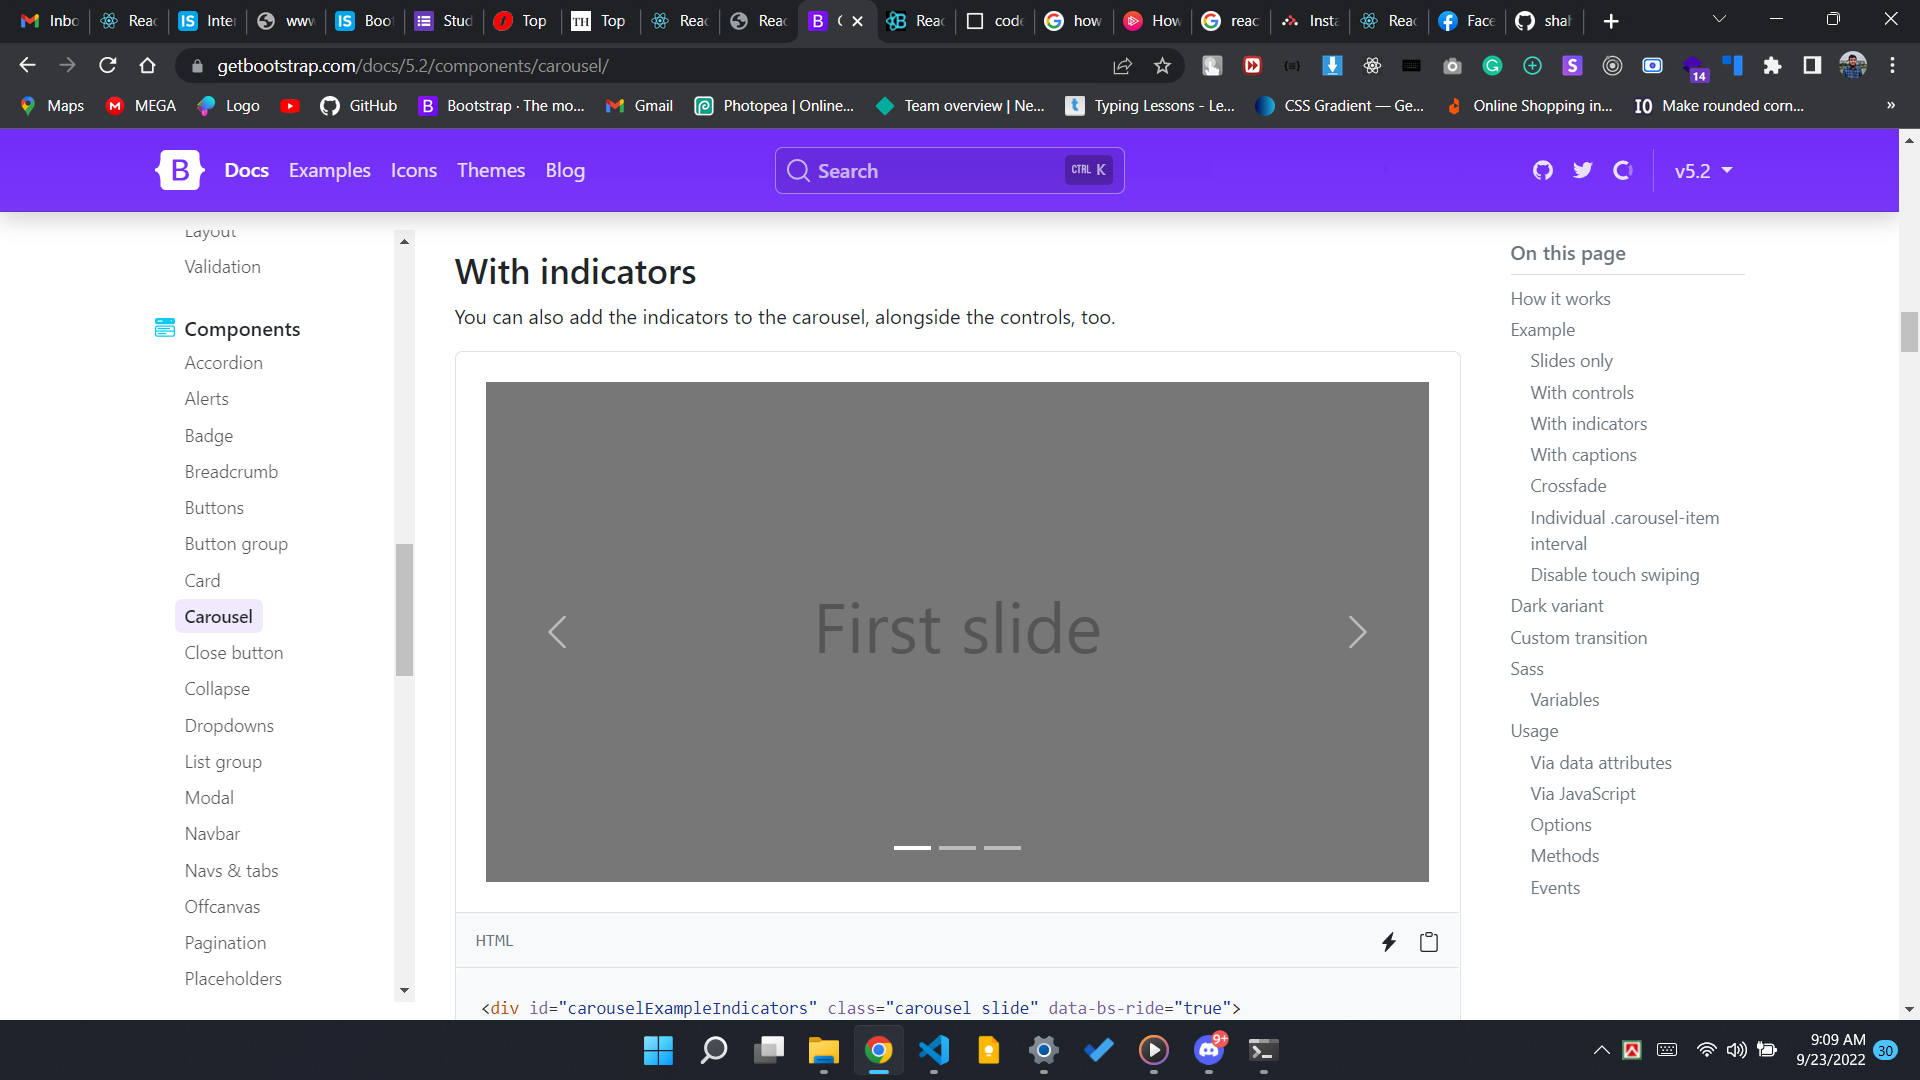 Inbo
Reac
Inter
www
Boo
Stud
Top
Top
Reac
Reac
Reac
code
how
How
reac
Insta
Reac
Face
shah
getbootstrap.com/docs/5.2/components/carousel/
14
Maps
MEGA
Logo
GitHub
Bootstrap · The mo...
Gmail
Photopea | Online...
Team overview | Ne...
Typing Lessons - Le...
CSS Gradient — Ge...
Online Shopping in...
Make rounded corn...
»
B
Docs
Examples
Icons
Themes
Blog
Search
CTRL K
v5.2
Layout
Validation
Components
Accordion
Alerts
Badge
Breadcrumb
Buttons
Button group
Card
Carousel
Close button
Collapse
Dropdowns
List group
Modal
Navbar
Navs & tabs
Offcanvas
Pagination
Placeholders
With indicators
You can also add the indicators to the carousel, alongside the controls, too.
First slide
HTML
<div id="carouselExampleIndicators" class="carousel slide" data-bs-ride="true">
On this page
How it works
Example
Slides only
With controls
With indicators
With captions
Crossfade
Individual .carousel-item
interval
Disable touch swiping
Dark variant
Custom transition
Sass
Variables
Usage
Via data attributes
Via JavaScript
Options
Methods
Events
9+
9:09 AM
9/23/2022
30